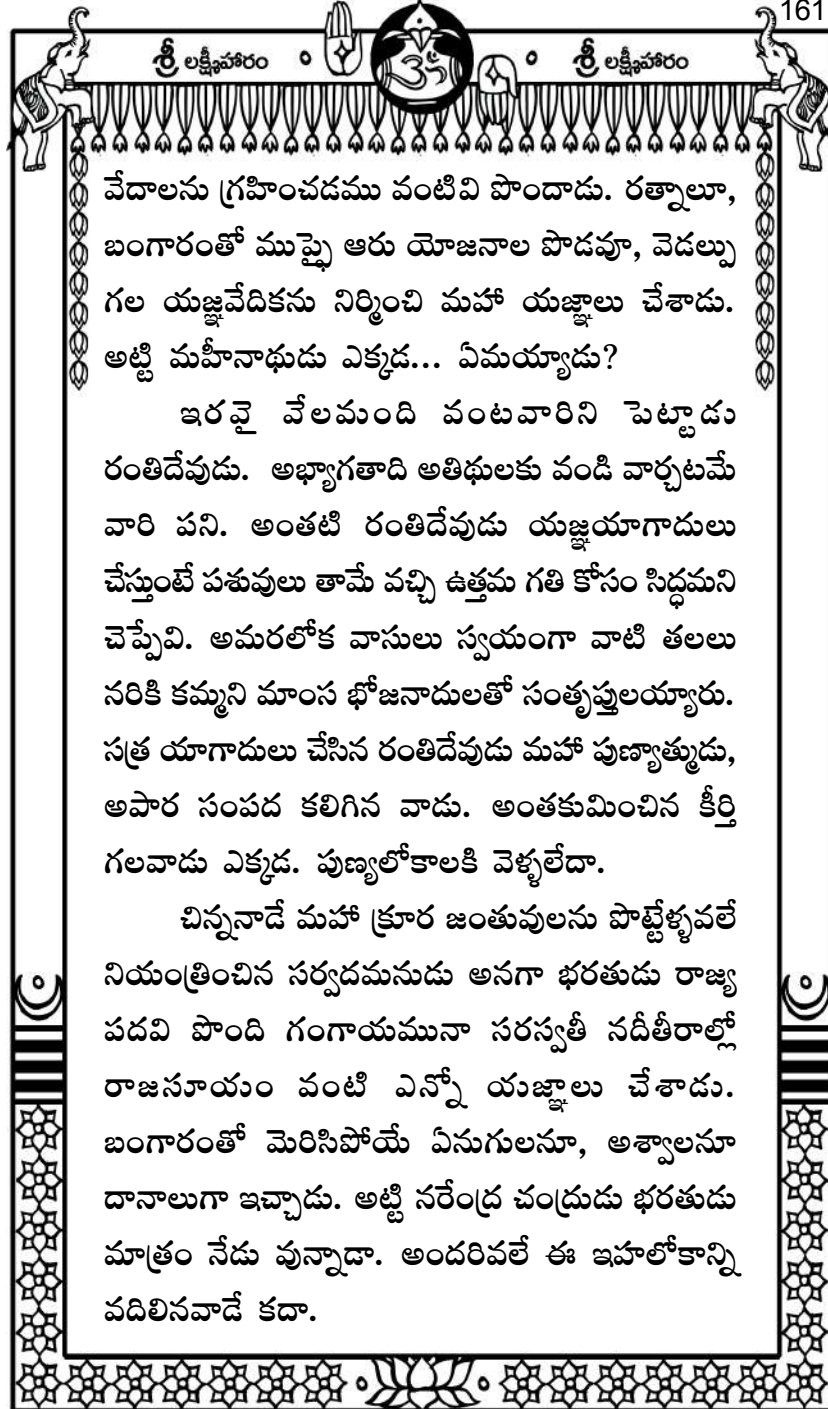 161
శ్రీ లక్ష్మీహారం శ్రీ లక్ష్మీహారం
ॐ
వేదాలను గ్రహించడము వంటివి పొందాడు. రత్నాలూ,
బంగారంతో ముప్ఫై ఆరు యోజనాల పొడవూ, వెడల్పు
గల యజ్ఞవేదికను నిర్మించి మహా యజ్ఞాలు చేశాడు.
అట్టి మహీనాథుడు ఎక్కడ... ఏమయ్యాడు?
ఇరవై వేలమంది వంటవారిని పెట్టాడు
రంతిదేవుడు. అభ్యాగతాది అతిథులకు వండి వార్చటమే
వారి పని. అంతటి రంతిదేవుడు యజ్ఞయాగాదులు
చేస్తుంటే పశువులు తామే వచ్చి ఉత్తమ గతి కోసం సిద్ధమని
చెప్పేవి. అమరలోక వాసులు స్వయంగా వాటి తలలు
నరికి కమ్మని మాంస భోజనాదులతో సంతృప్తులయ్యారు.
సత్ర యాగాదులు చేసిన రంతిదేవుడు మహా పుణ్యాత్ముడు,
అపార సంపద కలిగిన వాడు. అంతకుమించిన కీర్తి
గలవాడు ఎక్కడ. పుణ్యలోకాలకి వెళ్ళలేదా.
చిన్ననాడే మహా క్రూర జంతువులను పొట్టేళ్ళవలే
నియంత్రించిన సర్వదమనుడు అనగా భరతుడు రాజ్య
పదవి పొంది గంగాయమునా సరస్వతీ నదీతీరాల్లో
రాజసూయం వంటి ఎన్నో యజ్ఞాలు చేశాడు.
బంగారంతో మెరిసిపోయే ఏనుగులనూ, అశ్వాలనూ
దానాలుగా ఇచ్చాడు. అట్టి నరేంద్ర చంద్రుడు భరతుడు
మాత్రం నేడు వున్నాడా. అందరివలే ఈ ఇహలోకాన్ని
వదిలినవాడే కదా.